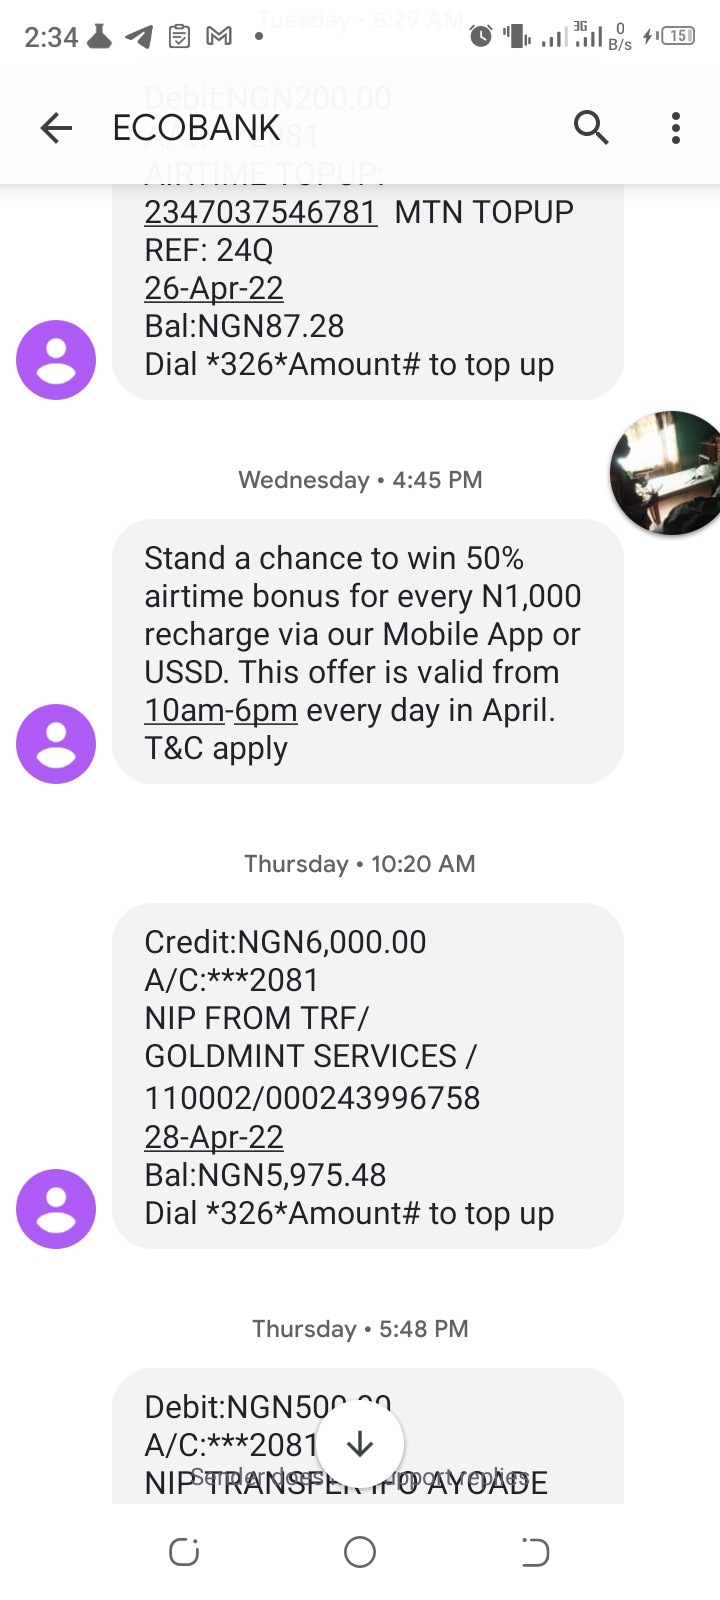 2:34
3G
0
B/s
15
Tuesday • 8:29 AM
Debit:NGN200.00
ECOBANK
2081
AIRTIME TOPUP:
2347037546781 MTN TOPUP
REF: 24Q
26-Apr-22
Bal:NGN87.28
Dial *326*Amount# to top up
Wednesday • 4:45 PM
Stand a chance to win 50%
airtime bonus for every N1,000
recharge via our Mobile App or
USSD. This offer is valid from
10am-6pm every day in April.
T&C apply
Thursday • 10:20 AM
Credit:NGN6,000.00
A/C:***2081
NIP FROM TRF/
GOLDMINT SERVICES /
110002/000243996758
28-Apr-22
Bal:NGN5,975.48
Dial *326*Amount# to top up
Thursday • 5:48 PM
Debit:NGN500.00
A/C:***2081
NIP TRANSFER IFO AYOADE
Sender does support replies